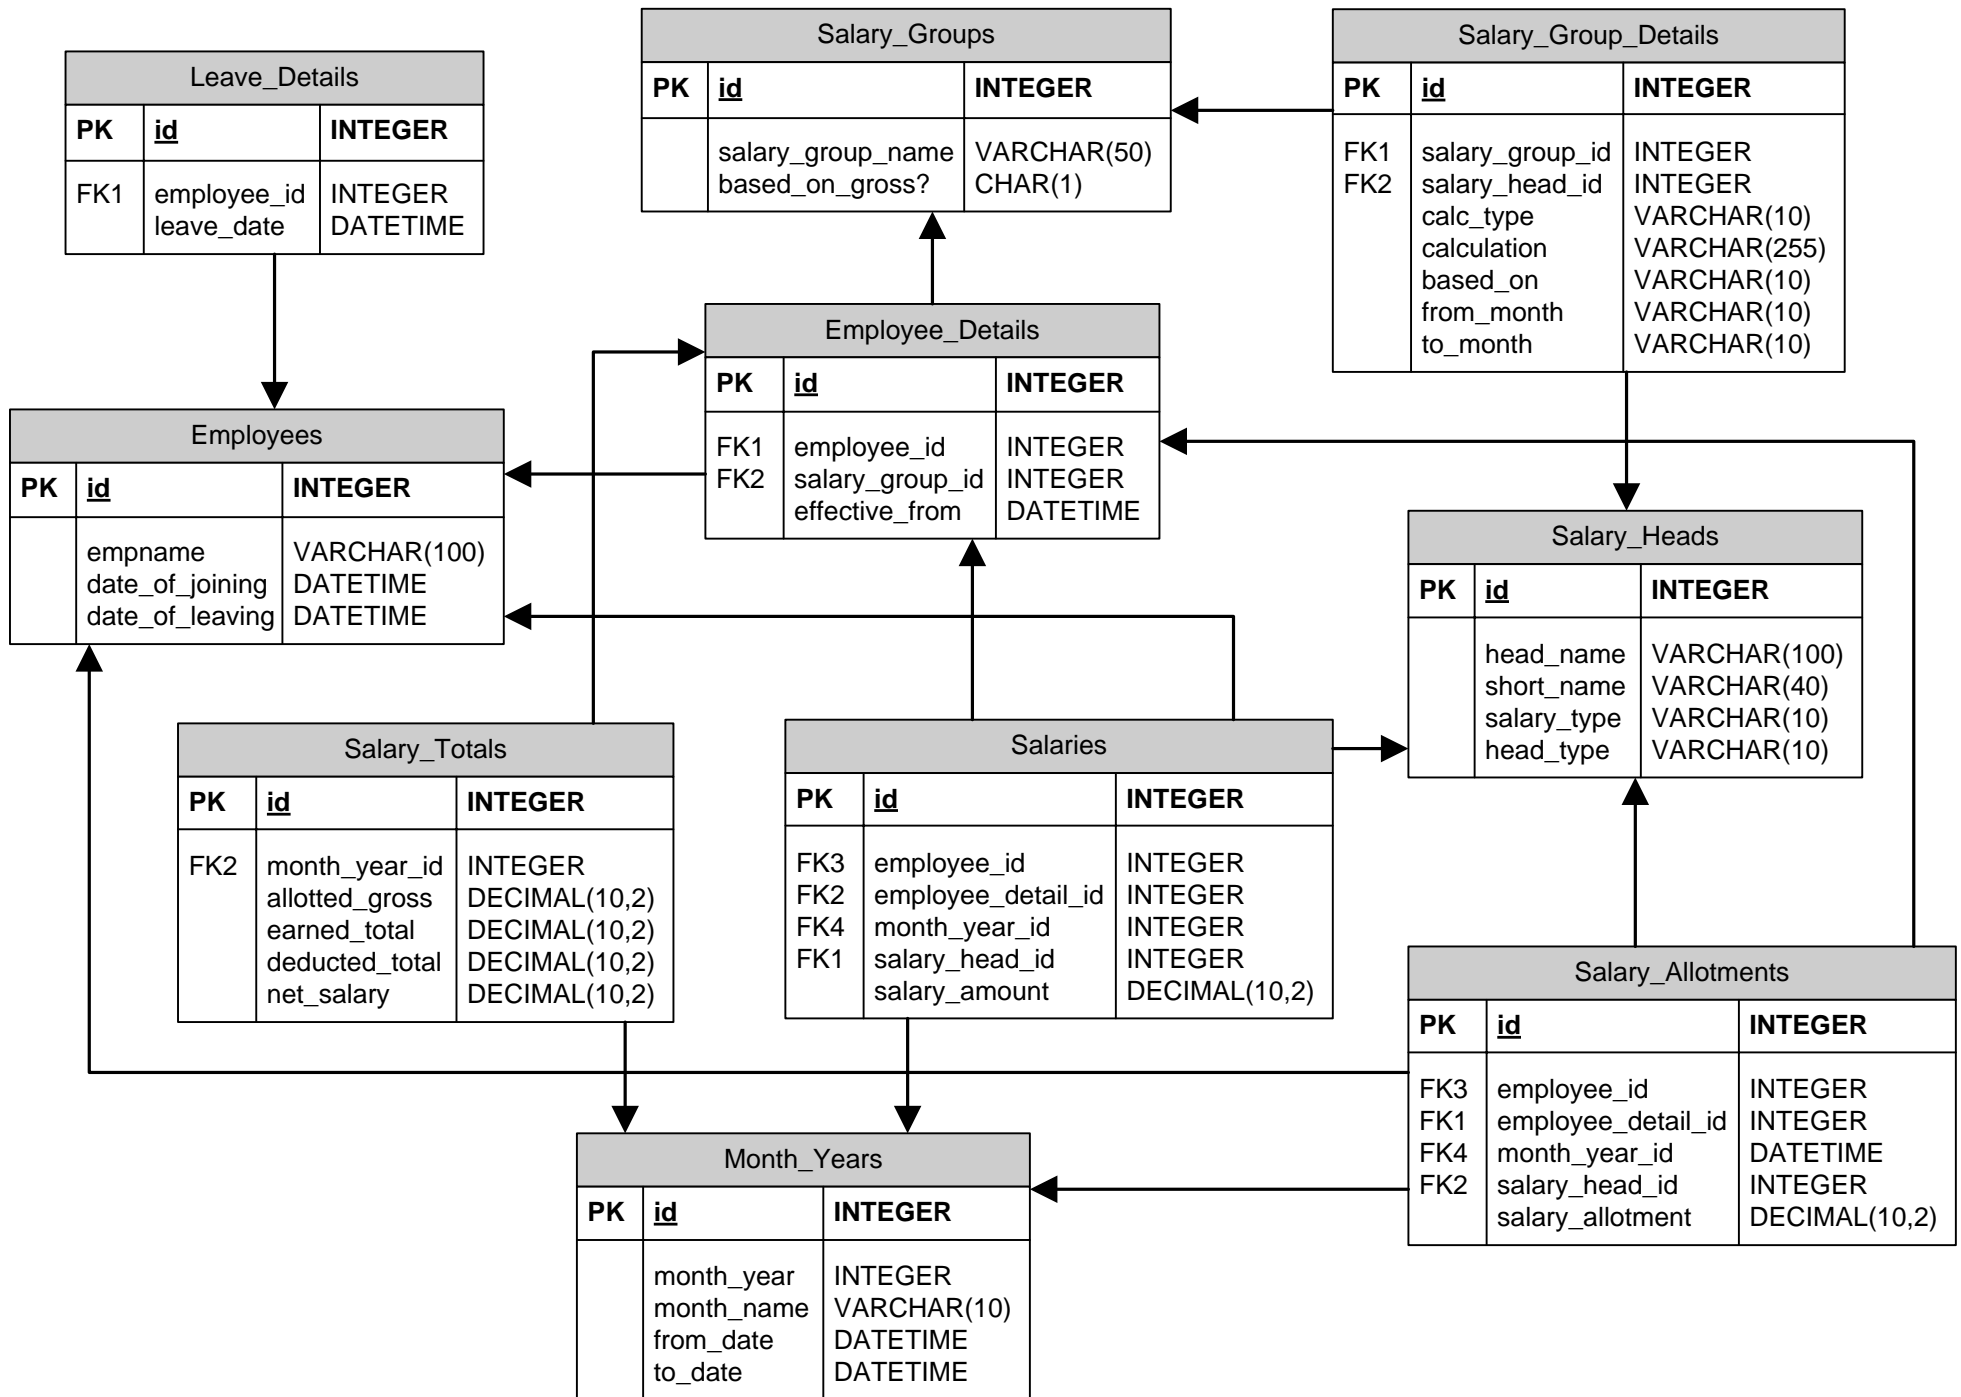 Leave_Details
PK id INTEGER
FK1 employee_id INTEGER
leave_date DATETIME
Salary_Groups
PK id INTEGER
salary_group_name VARCHAR(50)
based_on_gross? CHAR(1)
Salary_Group_Details
PK id INTEGER
FK1 salary_group_id INTEGER
FK2 salary_head_id INTEGER
calc_type VARCHAR(10)
calculation VARCHAR(255)
based_on VARCHAR(10)
from_month VARCHAR(10)
to_month VARCHAR(10)
Employees
PK id INTEGER
empname VARCHAR(100)
date_of_joining DATETIME
date_of_leaving DATETIME
Employee_Details
PK id INTEGER
FK1 employee_id INTEGER
FK2 salary_group_id INTEGER
effective_from DATETIME
Salary_Heads
PK id INTEGER
head_name VARCHAR(100)
short_name VARCHAR(40)
salary_type VARCHAR(10)
head_type VARCHAR(10)
Salary_Totals
PK id INTEGER
FK2 month_year_id INTEGER
allotted_gross DECIMAL(10,2)
earned_total DECIMAL(10,2)
deducted_total DECIMAL(10,2)
net_salary DECIMAL(10,2)
Salaries
PK id INTEGER
FK3 employee_id INTEGER
FK2 employee_detail_id INTEGER
FK4 month_year_id INTEGER
FK1 salary_head_id INTEGER
salary_amount DECIMAL(10,2)
Salary_Allotments
PK id INTEGER
FK3 employee_id INTEGER
FK1 employee_detail_id INTEGER
FK4 month_year_id DATETIME
FK2 salary_head_id INTEGER
salary_allotment DECIMAL(10,2)
Month_Years
PK id INTEGER
month_year INTEGER
month_name VARCHAR(10)
from_date DATETIME
to_date DATETIME